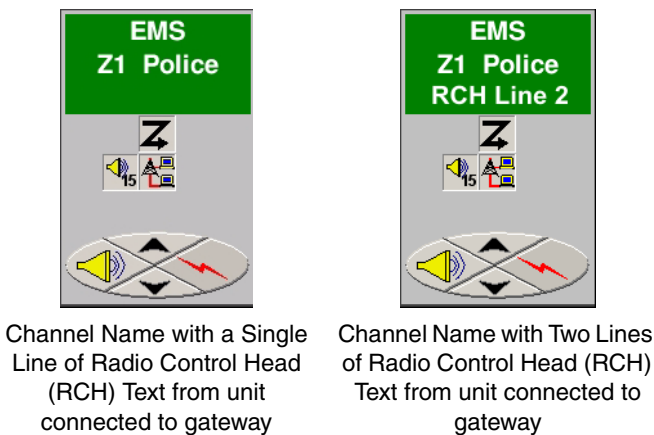 EMS
Z1 Police
15
Channel Name with a Single
Line of Radio Control Head
(RCH) Text from unit
connected to gateway
EMS
Z1 Police
RCH Line 2
15
Channel Name with Two Lines
of Radio Control Head (RCH)
Text from unit connected to
gateway